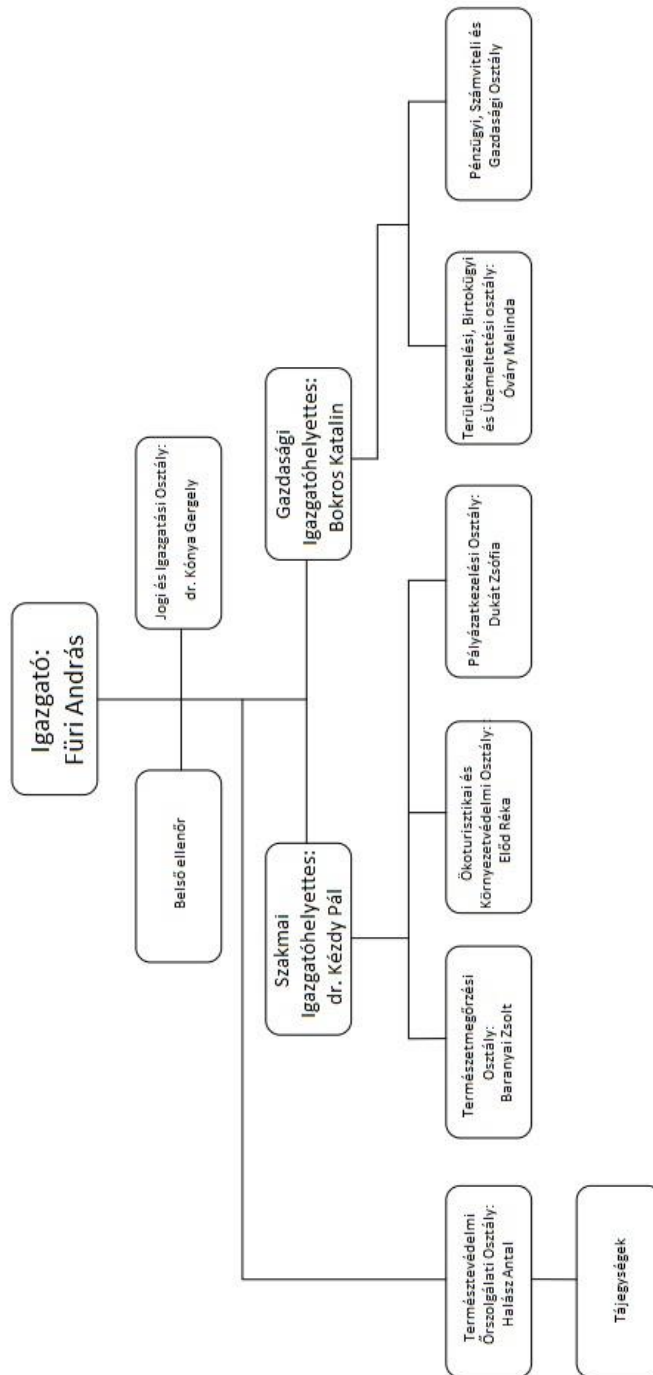 Igazgató:
Füri András
Belső ellenőr
Jogi és Igazgatási Osztály:
dr. Kónya Gergely
Szakmai
Igazgatóhelyettes:
dr. Kézdy Pál
Gazdasági
Igazgatóhelyettes:
Bokros Katalin
Természtevédelmi
Őrszolgálati Osztály:
Halász Antal
Természetmegőrzési
Osztály:
Baranyai Zsolt
Ökoturisztikai és
Környezetvédelmi Osztály: :
Előd Réka
Pályázatkezelési Osztály:
Dukát Zsófia
Területkezelési, Birtokügyi
és Üzemeltetési osztály:
Óváry Melinda
Pénzügyi, Számviteli és
Gazdasági Osztály
Tájegységek